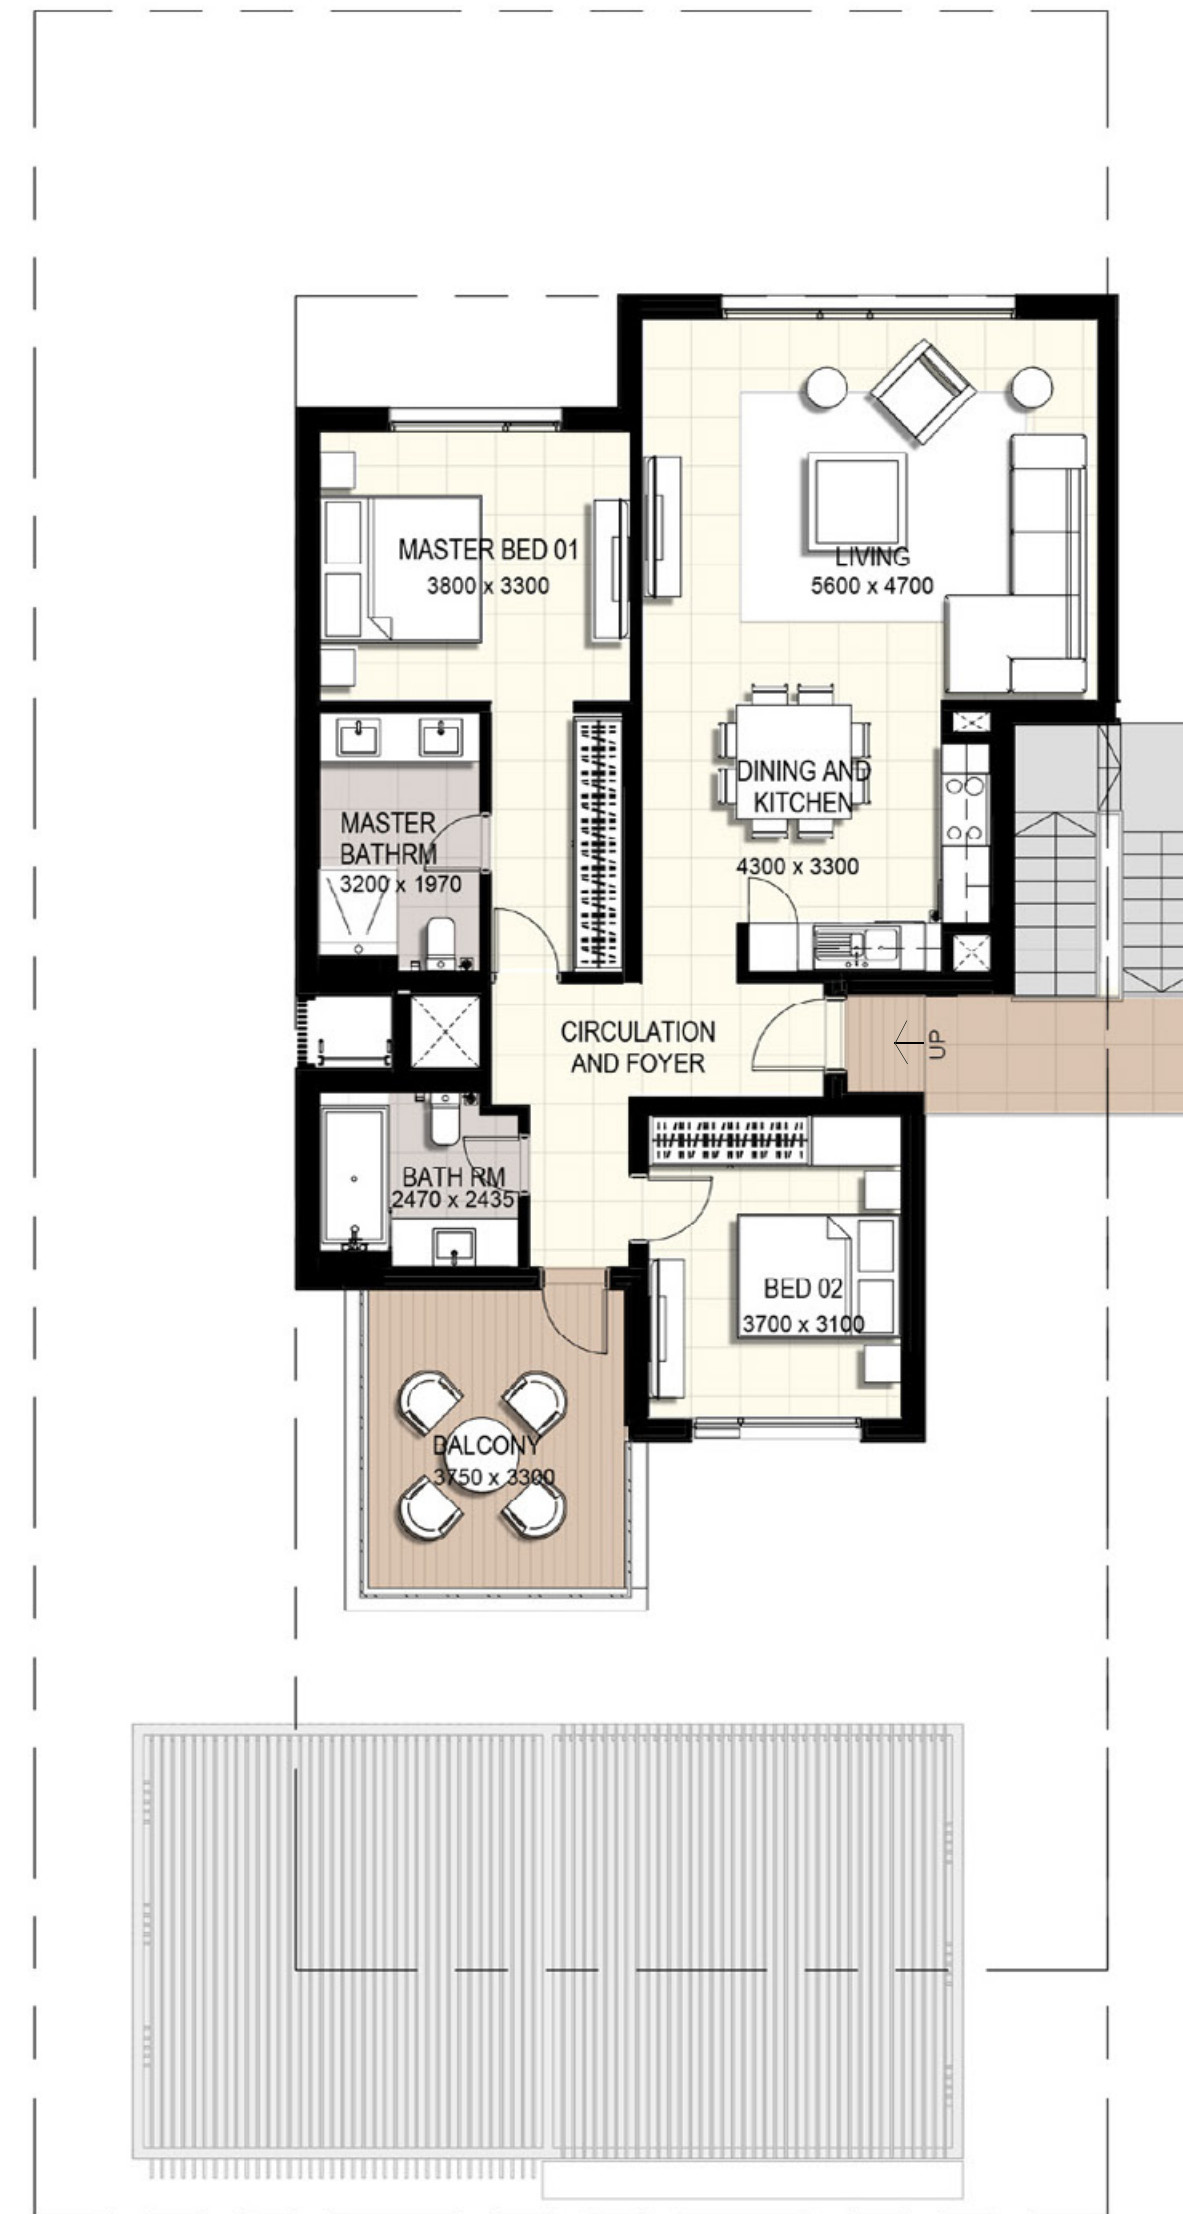 MASTER BED 01
3800 x 3300
LIVING
5600 x 4700
DINING AND
KITCHEN
4300 x 3300
MASTER
BATHRM
3200 x 1970
CIRCULATION
AND FOYER
UP
BATH RM
2470 x 2435
BED 02
3700 x 3100
BALCONY
3750 x 3300